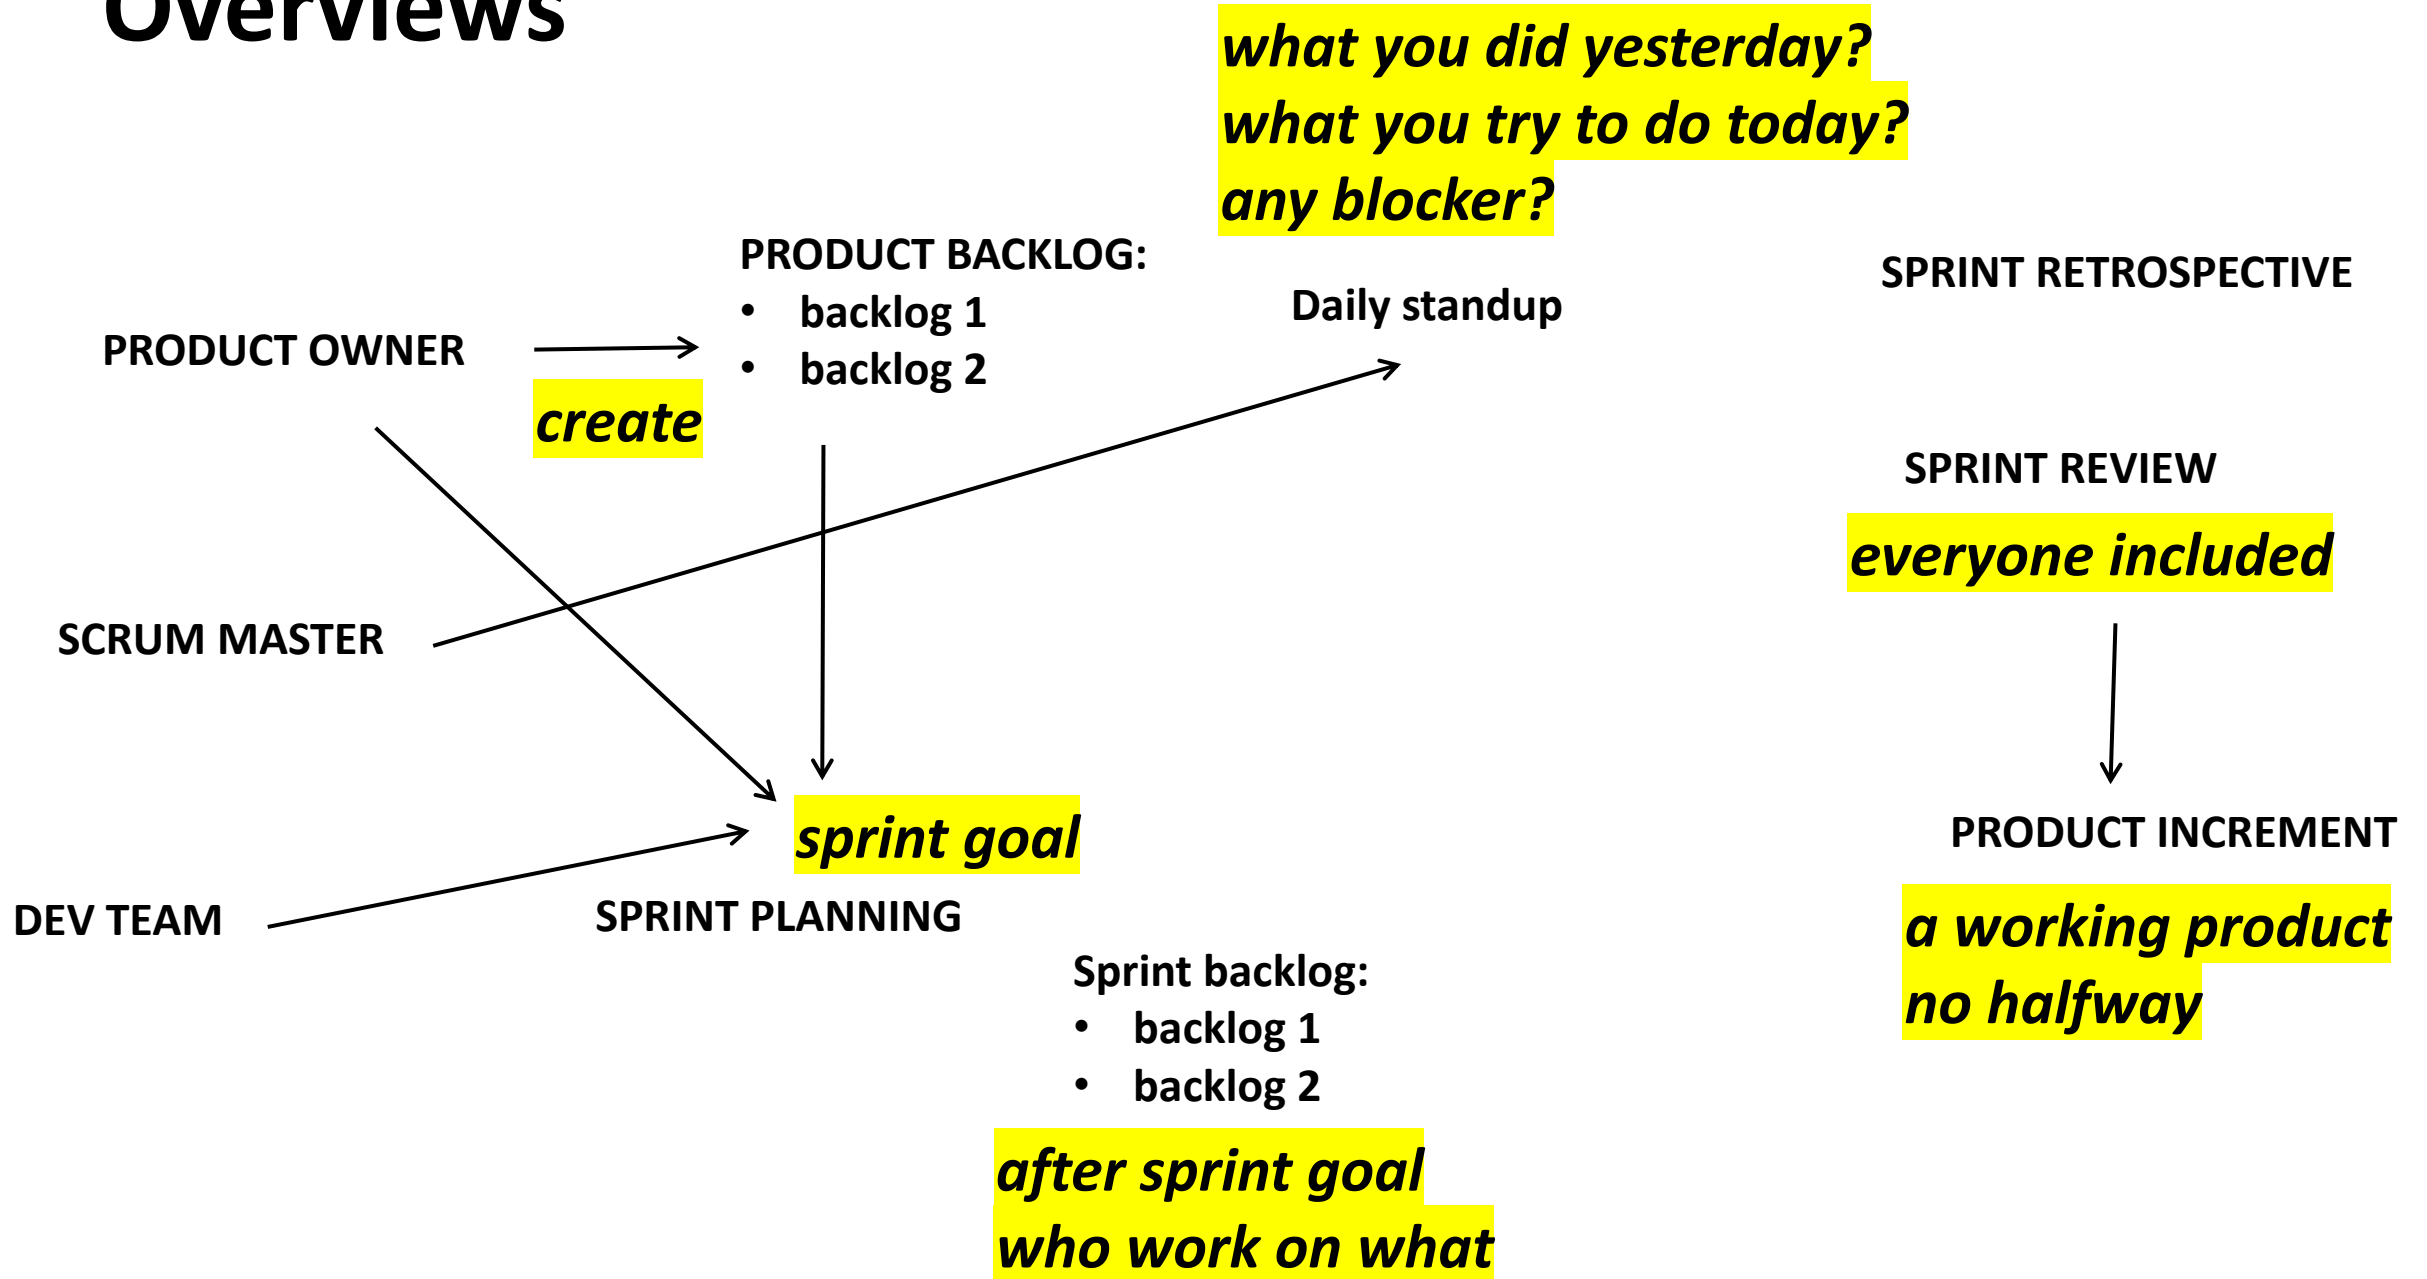 Overviews
what you did yesterday?
what you try to do today?
any blocker?
PRODUCT BACKLOG:
• backlog 1
• backlog 2
Daily standup
SPRINT RETROSPECTIVE
PRODUCT OWNER
create
SPRINT REVIEW
everyone included
SCRUM MASTER
sprint goal
PRODUCT INCREMENT
a working product
no halfway
DEV TEAM
SPRINT PLANNING
Sprint backlog:
• backlog 1
• backlog 2
after sprint goal
who work on what